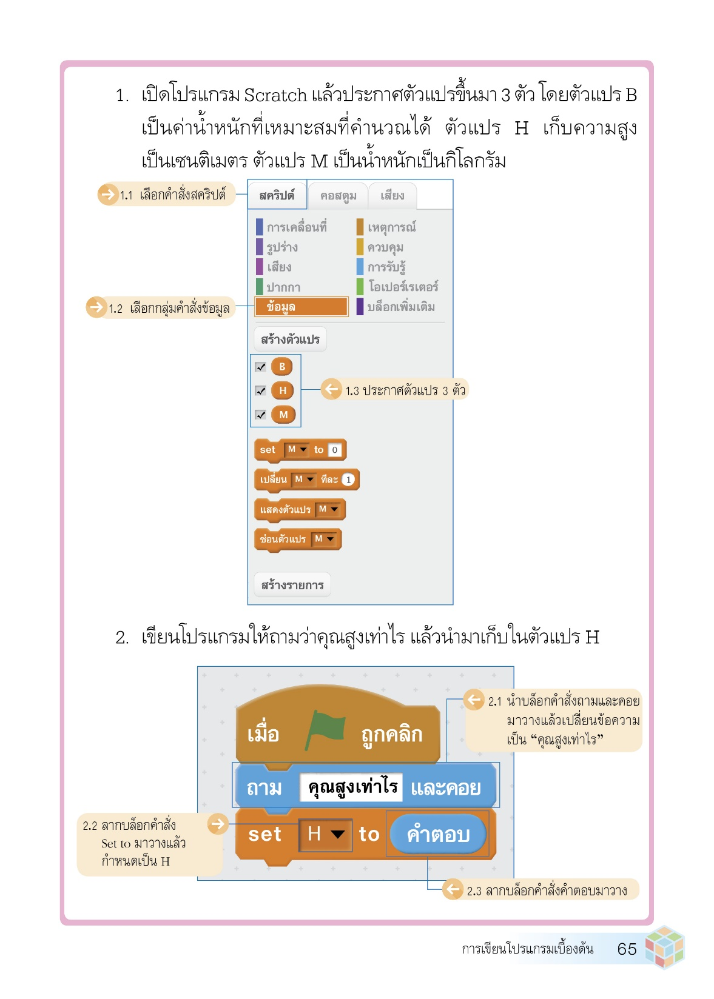 1. เปิดโปรแกรม Scratch แล้วประกาศตัวแปรขึ้นมา 3 ตัว โดยตัวแปร B
เป็นค่าน้ำหนักที่เหมาะสมที่คำนวณได้ ตัวแปร H เก็บความสูง
เป็นเซนติเมตร ตัวแปร M เป็นน้ำหนักเป็นกิโลกรัม
1.1 เลือกคำสั่งสคริปต์
สคริปต์ คอสตูม เสียง
การเคลื่อนที่ เหตุการณ์
รูปร่าง ควบคุม
เสียง การรับรู้
ปากกา โอเปอร์เรเตอร์
1.2 เลือกกลุ่มคำสั่งข้อมูล
ข้อมูล บล็อกเพิ่มเติม
สร้างตัวแปร
B
H
1.3 ประกาศตัวแปร 3 ตัว
M
set M to 0
เปลี่ยน M ทีละ 1
แสดงตัวแปร M
ซ่อนตัวแปร M
สร้างรายการ
2. เขียนโปรแกรมให้ถามว่าคุณสูงเท่าไร แล้วนำมาเก็บในตัวแปร H
2.1 นำบล็อกคำสั่งถามและคอย
มาวางแล้วเปลี่ยนข้อความ
เป็น “คุณสูงเท่าไร”
เมื่อ ถูกคลิก
ถาม คุณสูงเท่าไร และคอย
2.2 ลากบล็อกคำสั่ง
Set to มาวางแล้ว
กำหนดเป็น H
set H to คำตอบ
2.3 ลากบล็อกคำสั่งคำตอบมาวาง
การเขียนโปรแกรมเบื้องต้น 65